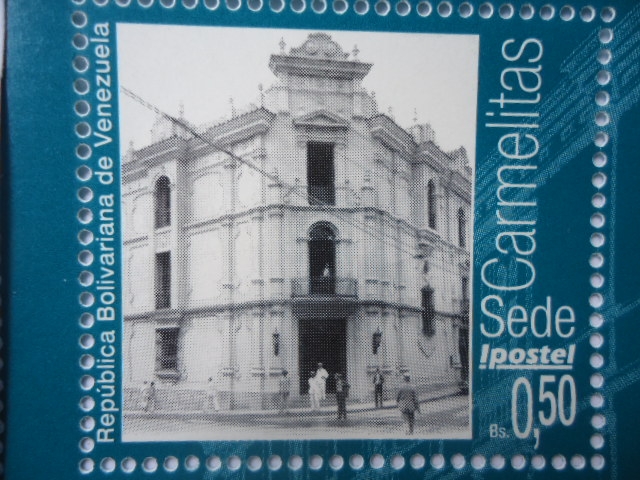 República Bolivariana de Venezuela
Sede Carmelitas
Ipostel
Bs. 0,50